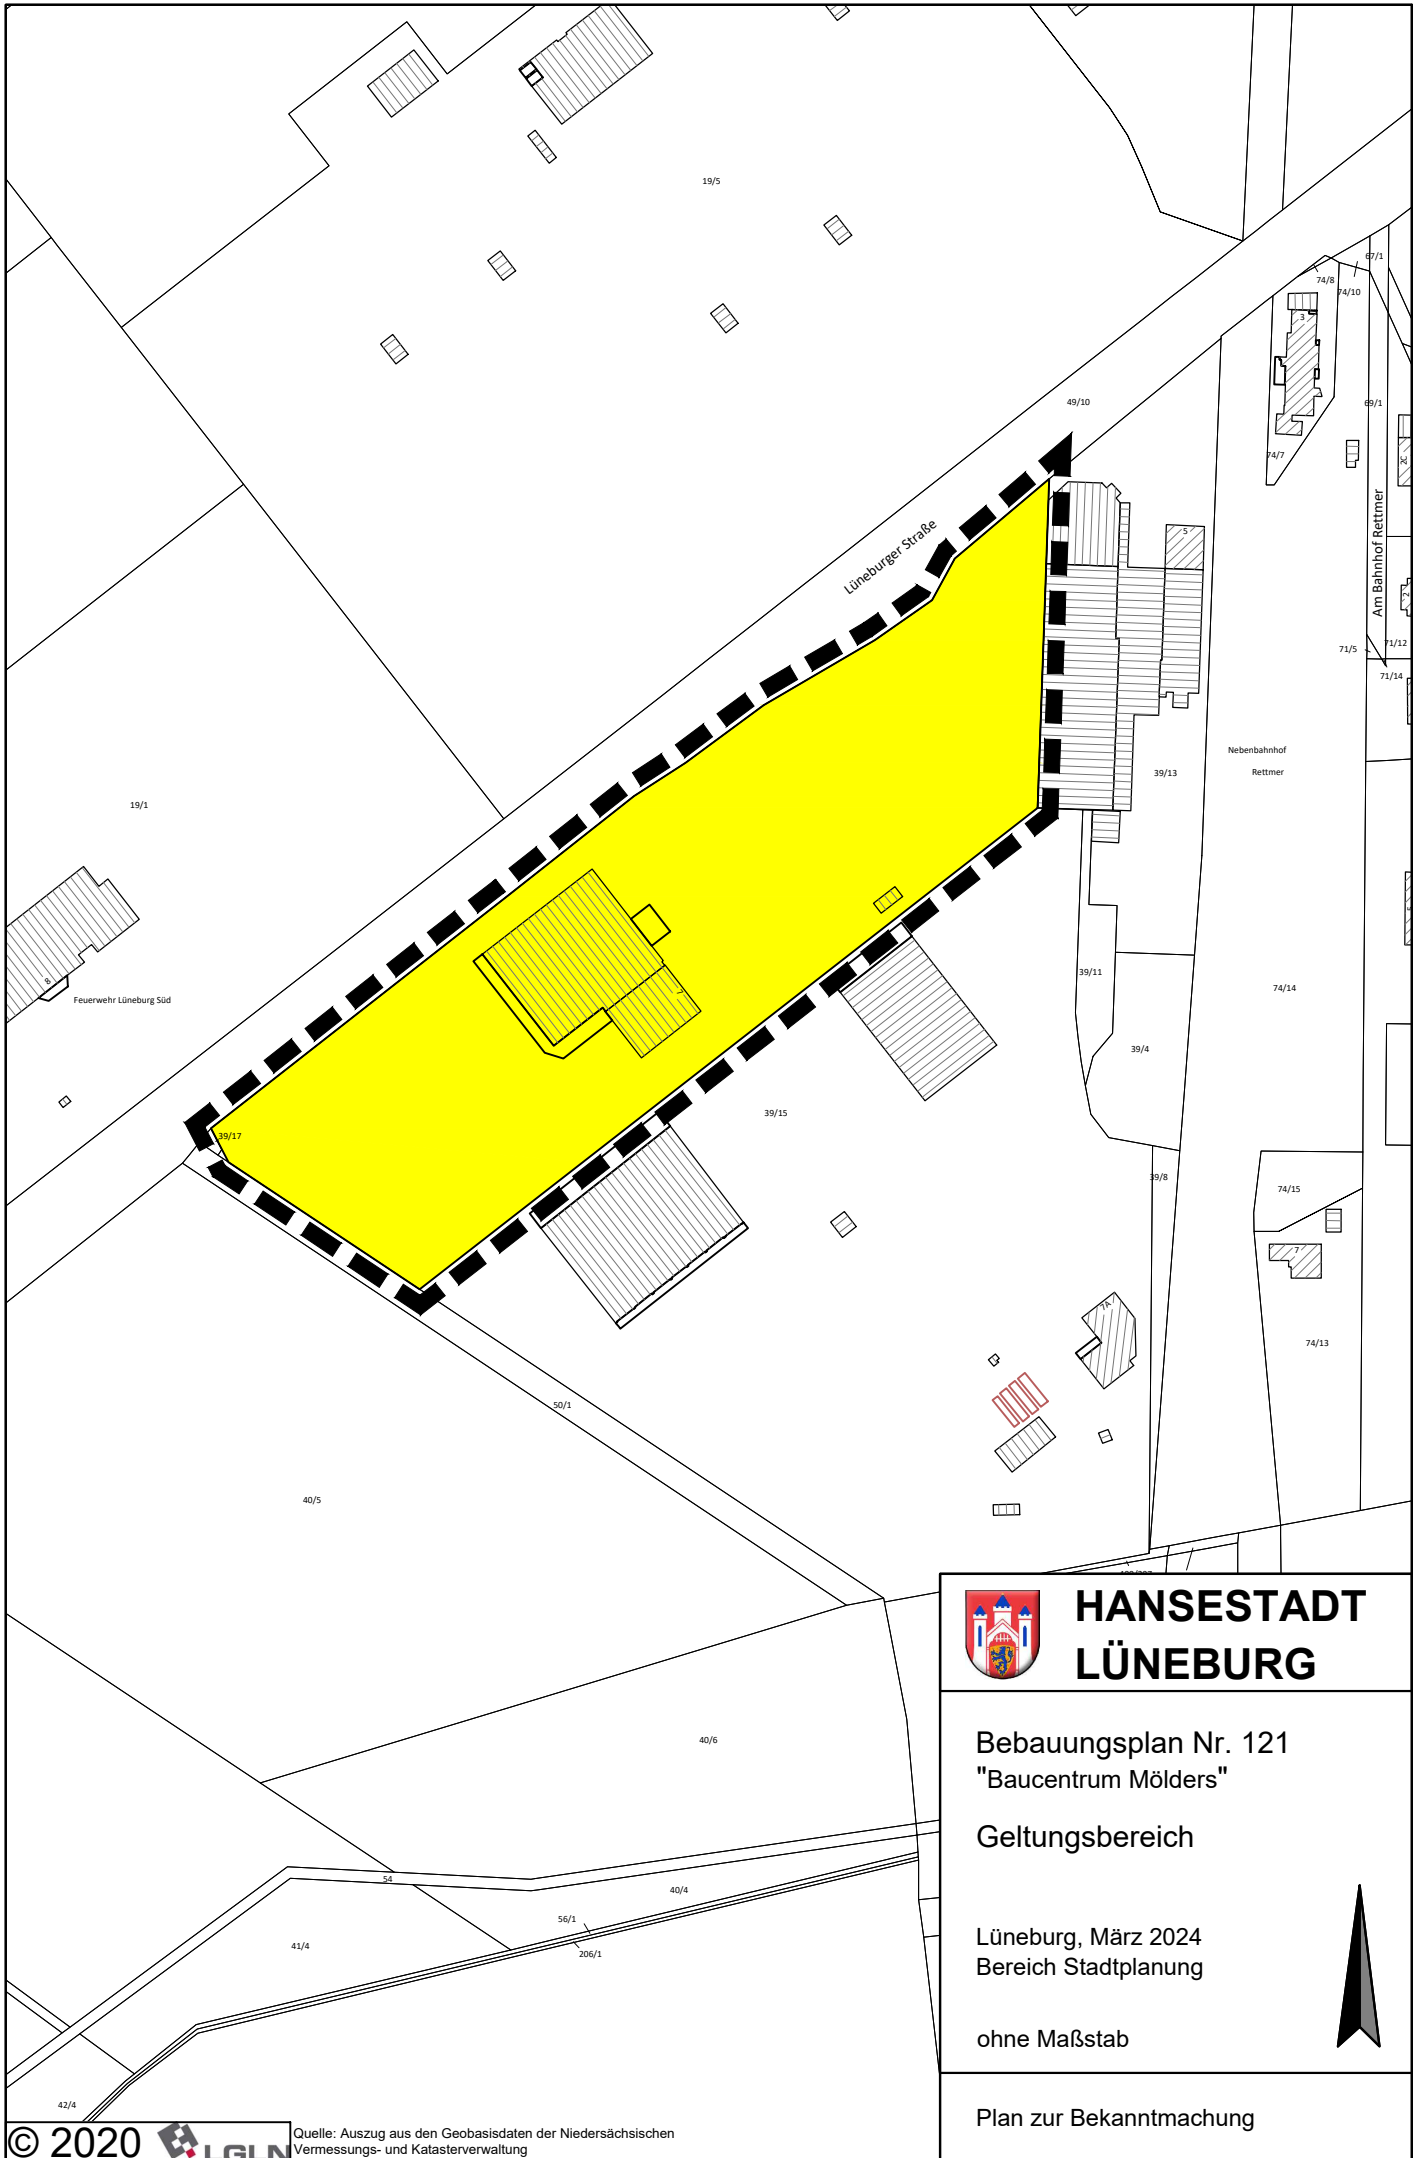 19/5
67/1
74/8
74/10
3
49/10
69/1
74/7
2C
Am Bahnhof Rettmer
Lüneburger Straße
5
2
71/5
71/12
71/14
Nebenbahnhof
Rettmer
39/13
19/1
8
Feuerwehr Lüneburg Süd
7
39/11
74/14
39/4
39/15
39/17
39/8
74/15
7
7A
74/13
50/1
40/5
40/6
54
40/4
56/1
206/1
41/4
42/4
HANSESTADT
LÜNEBURG
Bebauungsplan Nr. 121
"Baucentrum Mölders"
Geltungsbereich
Lüneburg, März 2024
Bereich Stadtplanung
ohne Maßstab
Plan zur Bekanntmachung
© 2020 LGLN
Quelle: Auszug aus den Geobasisdaten der Niedersächsischen
Vermessungs- und Katasterverwaltung